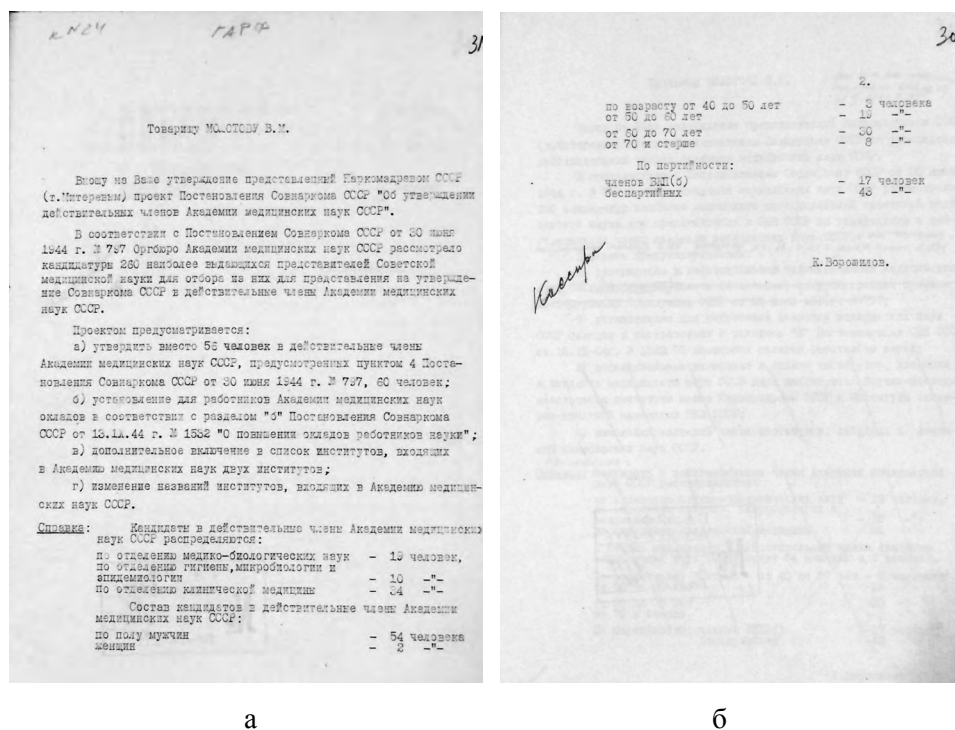 к №24 ГАРФ
31
Товарищу МОЛОТОВУ В.М.
Вношу на Ваше утверждение представленный Наркомздравом СССР
(т.Митеревым) проект Постановления Совнаркома СССР "Об утверждении
действительных членов Академии медицинских наук СССР".
В соответствии с Постановлением Совнаркома СССР от 30 июня
1944 г. № 797 Оргбюро Академии медицинских наук СССР рассмотрело
кандидатуры 260 наиболее выдающихся представителей Советской
медицинской науки для отбора из них для представления на утвержде-
ние Совнаркома СССР в действительные члены Академии медицинских
наук СССР.
Проектом предусматривается:
а) утвердить вместо 56 человек в действительные члены
Академии медицинских наук СССР, предусмотренных пунктом 4 Поста-
новления Совнаркома СССР от 30 июня 1944 г. № 797, 60 человек;
б) установление для работников Академии медицинских наук
окладов в соответствии с разделом "б" Постановления Совнаркома
СССР от 13.IX.44 г. № 1532 "О повышении окладов работников науки";
в) дополнительное включение в список институтов, входящих
в Академию медицинских наук двух институтов;
г) изменение названий институтов, входящих в Академию медицин-
ских наук СССР.
Справка: Кандидаты в действительные члены Академии медицинских
наук СССР распределяются:
по отделению медико-биологических наук – 19 человек,
по отделению гигиены,микробиологии и
эпидемиологии – 10 -"-
по отделению клинической медицины – 34 -"-
Состав кандидатов в действительные члены Академии
медицинских наук СССР:
по полу мужчин – 54 человека
женщин – 2 -"-
а
30
2.
по возрасту от 40 до 50 лет – 3 человека
от 50 до 60 лет – 19 -"-
от 60 до 70 лет – 30 -"-
от 70 и старше – 8 -"-
По партийности:
членов ВКП(б) – 17 человек
беспартийных – 43 -"-
К.Ворошилов.
б